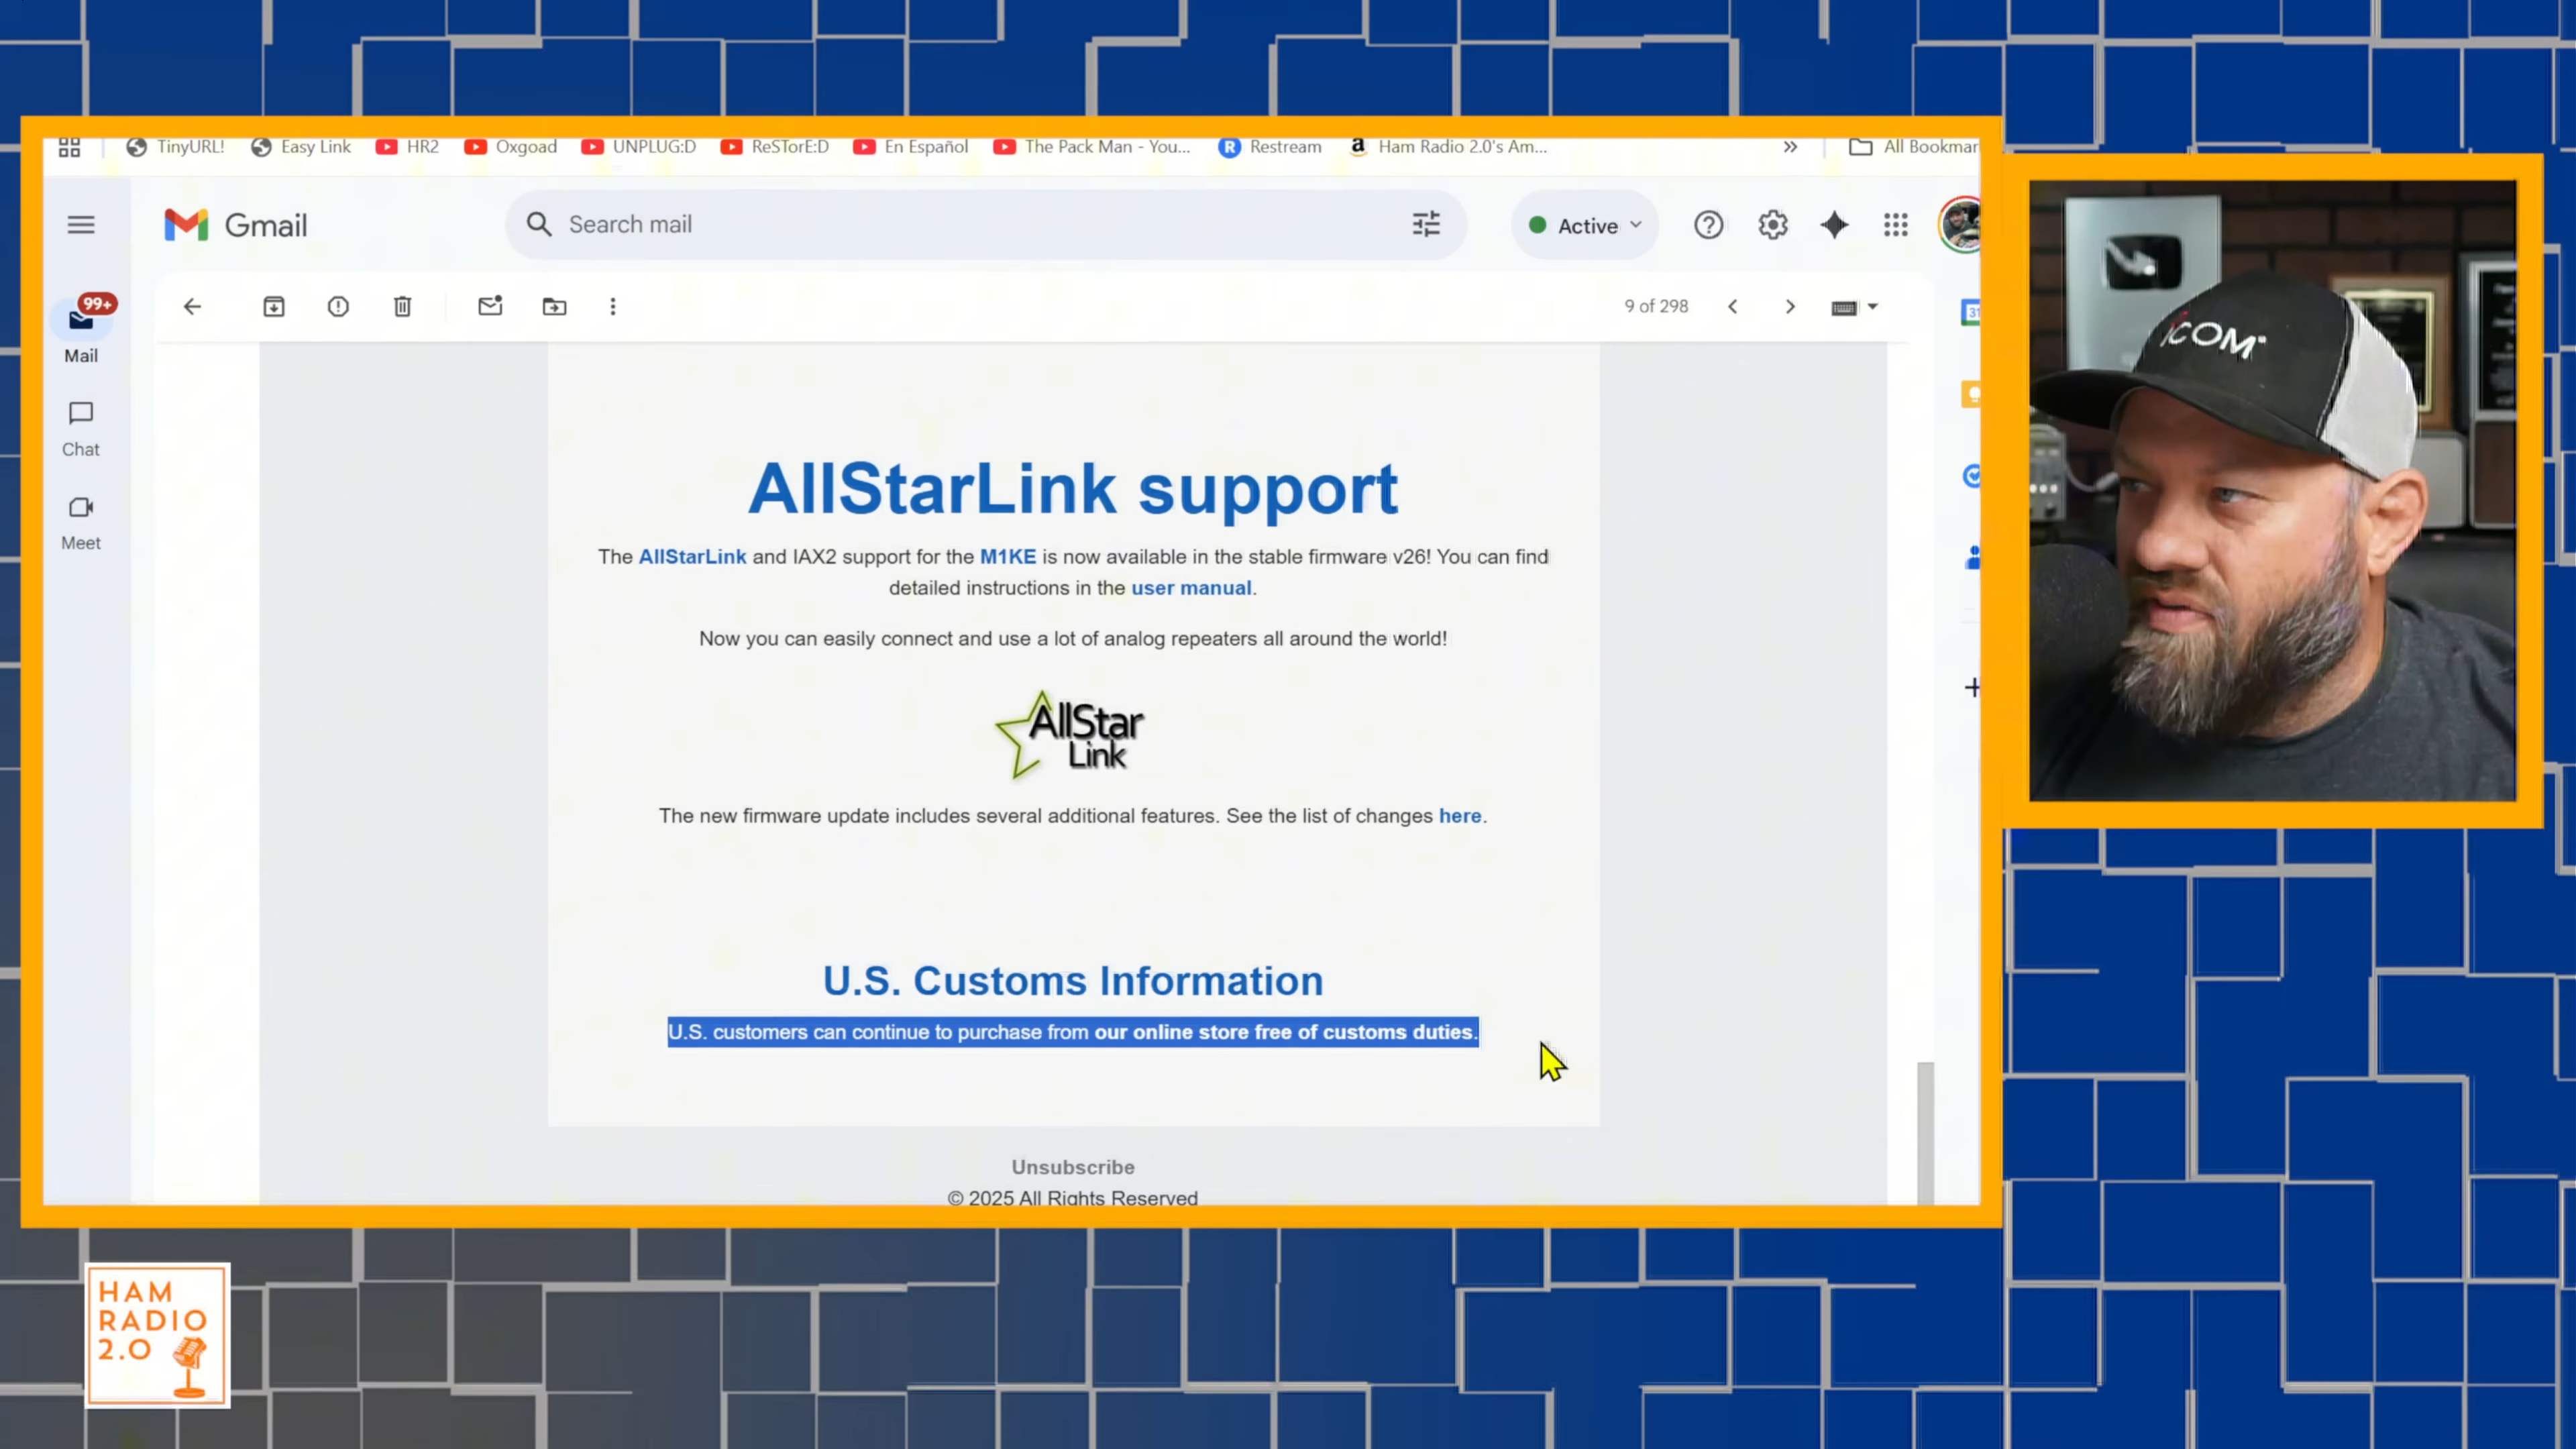 TinyURL! Easy Link HR2 Oxgoad UNPLUG:D ReSTorE:D En Español The Pack Man - You... Restream Ham Radio 2.0's Am... » All Bookmar
Gmail Search mail Active
99+
9 of 298
Mail
Chat
Meet
31
AllStarLink support
The AllStarLink and IAX2 support for the M1KE is now available in the stable firmware v26! You can find
detailed instructions in the user manual.
Now you can easily connect and use a lot of analog repeaters all around the world!
AllStar
Link
The new firmware update includes several additional features. See the list of changes here.
U.S. Customs Information
U.S. customers can continue to purchase from our online store free of customs duties.
Unsubscribe
© 2025 All Rights Reserved
ICOM
HAM
RADIO
2.0